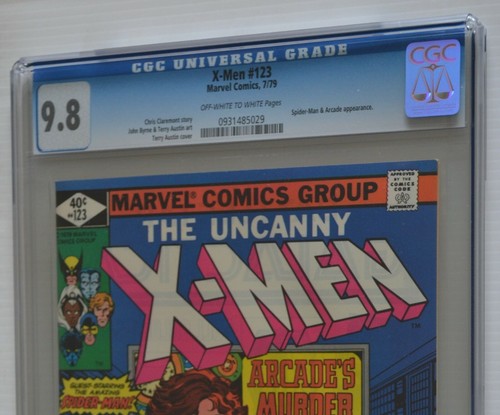 CGC UNIVERSAL GRADE
X-Men #123
Marvel Comics, 7/79
9.8
OFF-WHITE TO WHITE Pages
Chris Claremont story
John Byrne & Terry Austin art
Terry Austin cover
Spider-Man & Arcade appearance.
0931485029
CGC
MARVEL® COMICS GROUP
APPROVED
BY THE
COMICS
CODE
AUTHORITY
40¢
123
THE UNCANNY
X-MEN
TM
GUEST-STARRING
THE AMAZING
SPIDER-MAN!
ARCADE'S
MURDER